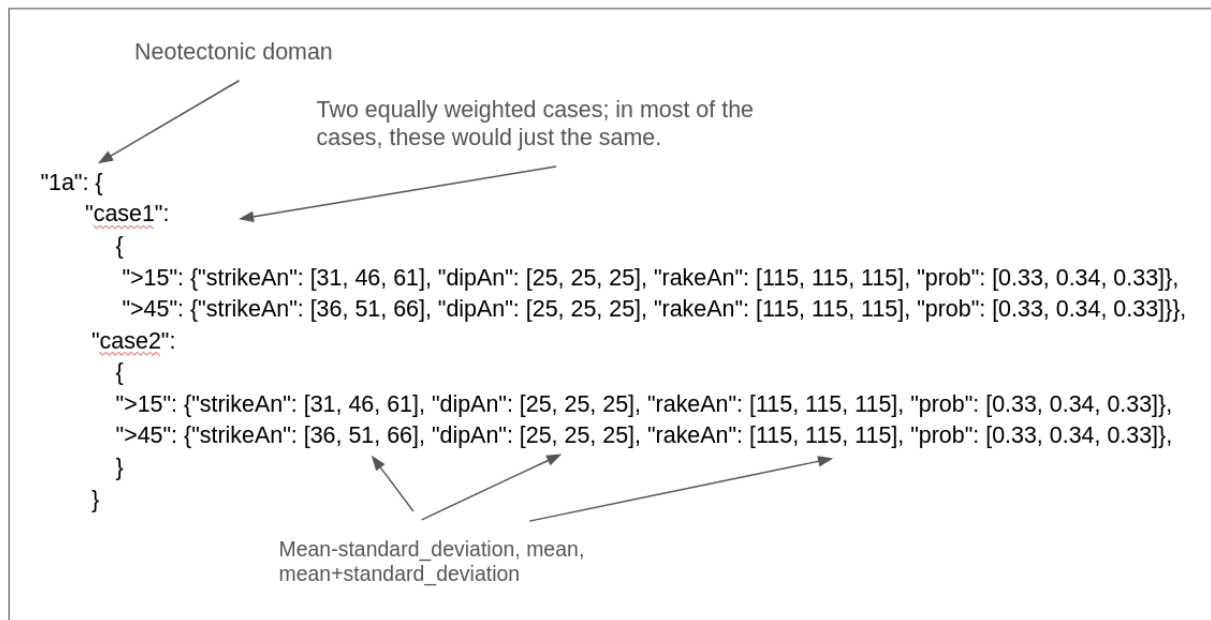 Neotectonic doman
Two equally weighted cases; in most of the
cases, these would just the same.
"1a": {
"case1":
{
">15": {"strikeAn": [31, 46, 61], "dipAn": [25, 25, 25], "rakeAn": [115, 115, 115], "prob": [0.33, 0.34, 0.33]},
">45": {"strikeAn": [36, 51, 66], "dipAn": [25, 25, 25], "rakeAn": [115, 115, 115], "prob": [0.33, 0.34, 0.33]}},
"case2":
{
">15": {"strikeAn": [31, 46, 61], "dipAn": [25, 25, 25], "rakeAn": [115, 115, 115], "prob": [0.33, 0.34, 0.33]},
">45": {"strikeAn": [36, 51, 66], "dipAn": [25, 25, 25], "rakeAn": [115, 115, 115], "prob": [0.33, 0.34, 0.33]},
}
}
Mean-standard_deviation, mean,
mean+standard_deviation